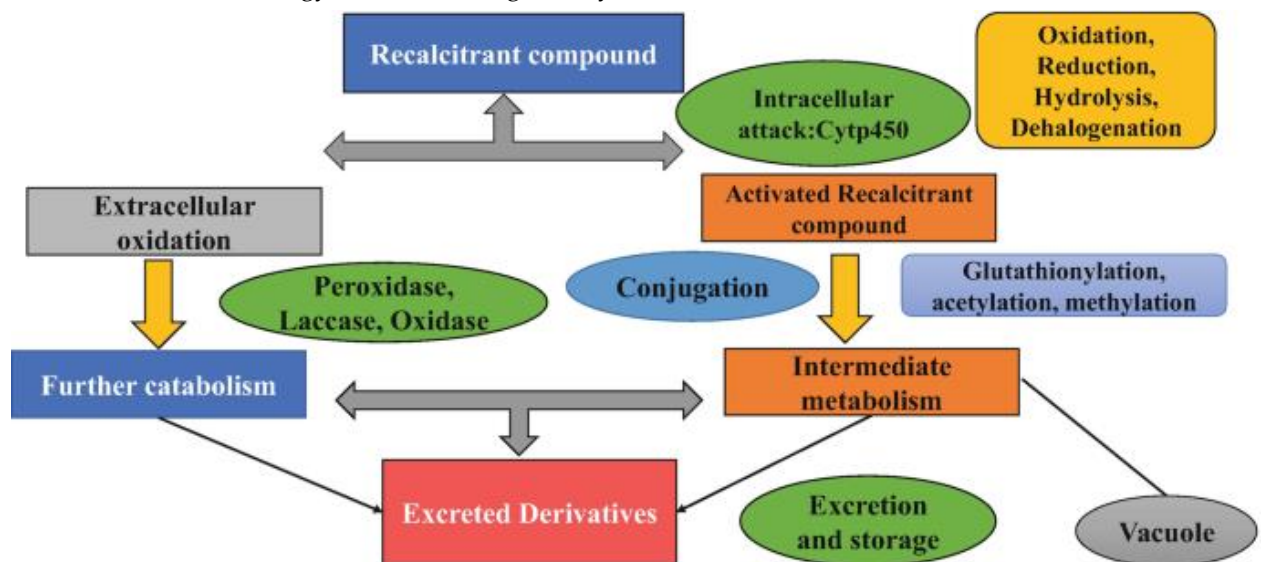 Recalcitrant compound
Oxidation,
Reduction,
Hydrolysis,
Dehalogenation
Intracellular
attack:Cytp450
Extracellular
oxidation
Activated Recalcitrant
compound
Peroxidase,
Laccase, Oxidase
Conjugation
Glutathionylation,
acetylation, methylation
Further catabolism
Intermediate
metabolism
Excreted Derivatives
Excretion
and storage
Vacuole